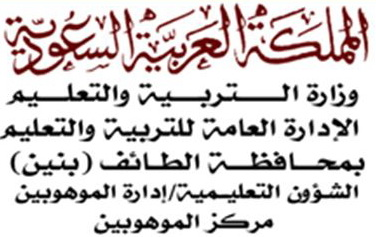 المملكة العربية السعودية
وزارة التربية والتعليم
الإدارة العامة للتربية والتعليم
بمحافظة الطائف (بنين)
الشؤون التعليمية/إدارة الموهوبين
مركز الموهوبين